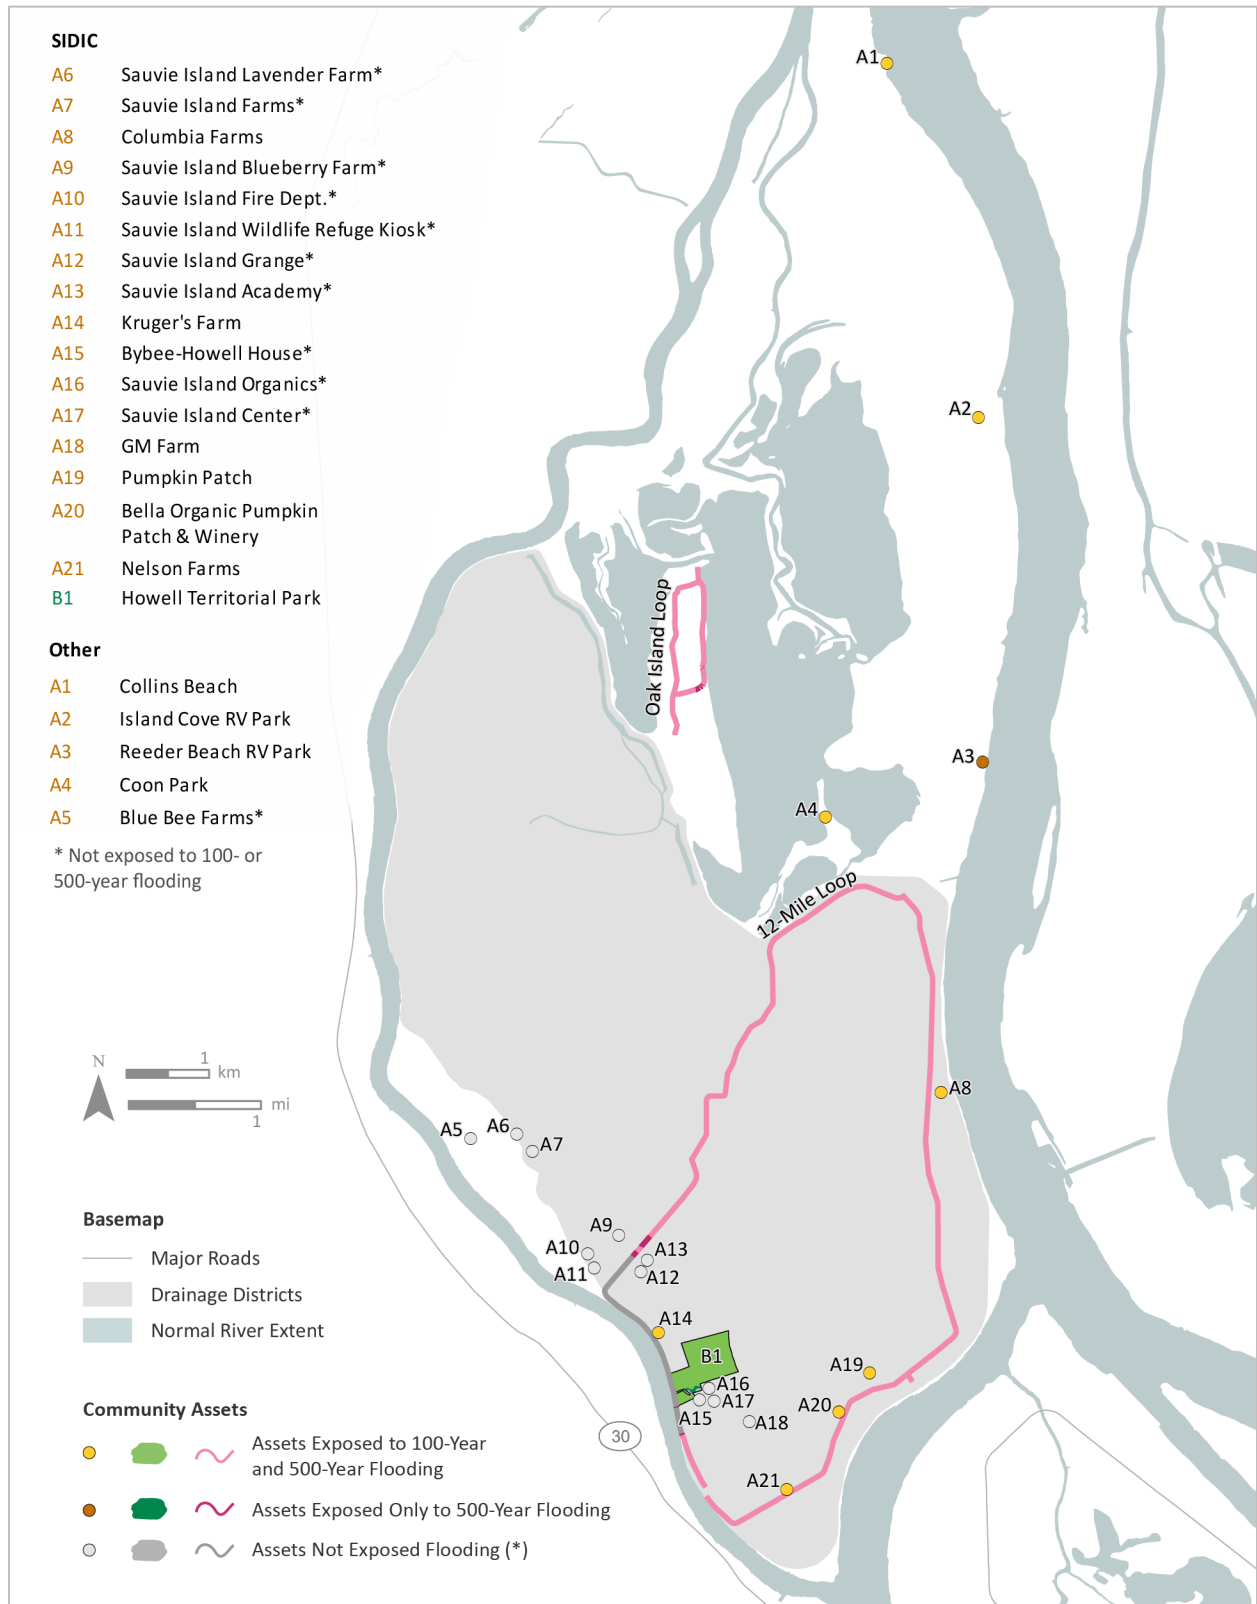 SIDIC
A6 Sauvie Island Lavender Farm*
A7 Sauvie Island Farms*
A8 Columbia Farms
A9 Sauvie Island Blueberry Farm*
A10 Sauvie Island Fire Dept.*
A11 Sauvie Island Wildlife Refuge Kiosk*
A12 Sauvie Island Grange*
A13 Sauvie Island Academy*
A14 Kruger's Farm
A15 Bybee-Howell House*
A16 Sauvie Island Organics*
A17 Sauvie Island Center*
A18 GM Farm
A19 Pumpkin Patch
A20 Bella Organic Pumpkin
Patch & Winery
A21 Nelson Farms
B1 Howell Territorial Park
Other
A1 Collins Beach
A2 Island Cove RV Park
A3 Reeder Beach RV Park
A4 Coon Park
A5 Blue Bee Farms*
* Not exposed to 100- or
500-year flooding
N
1
km
mi
1
Basemap
Major Roads
Drainage Districts
Normal River Extent
Community Assets
Assets Exposed to 100-Year
and 500-Year Flooding
Assets Exposed Only to 500-Year Flooding
Assets Not Exposed Flooding (*)
A1
A2
Oak Island Loop
A3
A4
12-Mile Loop
A8
A5
A6
A7
A9
A10
A13
A11
A12
A14
B1
A19
A16
A17
A20
A15
A18
30
A21